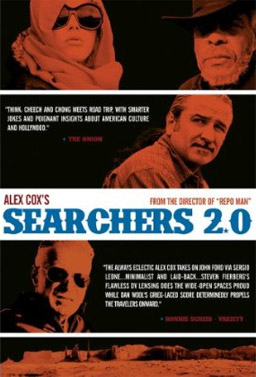 "THINK, CHEECH AND CHONG MEETS ROAD TRIP, WITH SMARTER
JOKES AND POIGNANT INSIGHTS ABOUT AMERICAN CULTURE
AND HOLLYWOOD."
- THE ONION
ALEX COX'S
FROM THE DIRECTOR OF "REPO MAN"
SEARCHERS 2.0
"THE ALWAYS ECLECTIC ALEX COX TAKES ON JOHN FORD VIA SERGIO
LEONE...MINIMALIST AND LAID-BACK...STEVEN FIERBERG'S
FLAWLESS DV LENSING DOES THE WIDE-OPEN SPACES PROUD
WHILE DAN WOOL'S GREEK-LACED SCORE DETERMINEDLY PROPELS
THE TRAVELERS ONWARD."
- RONNIE SCHEIB - VARIETY